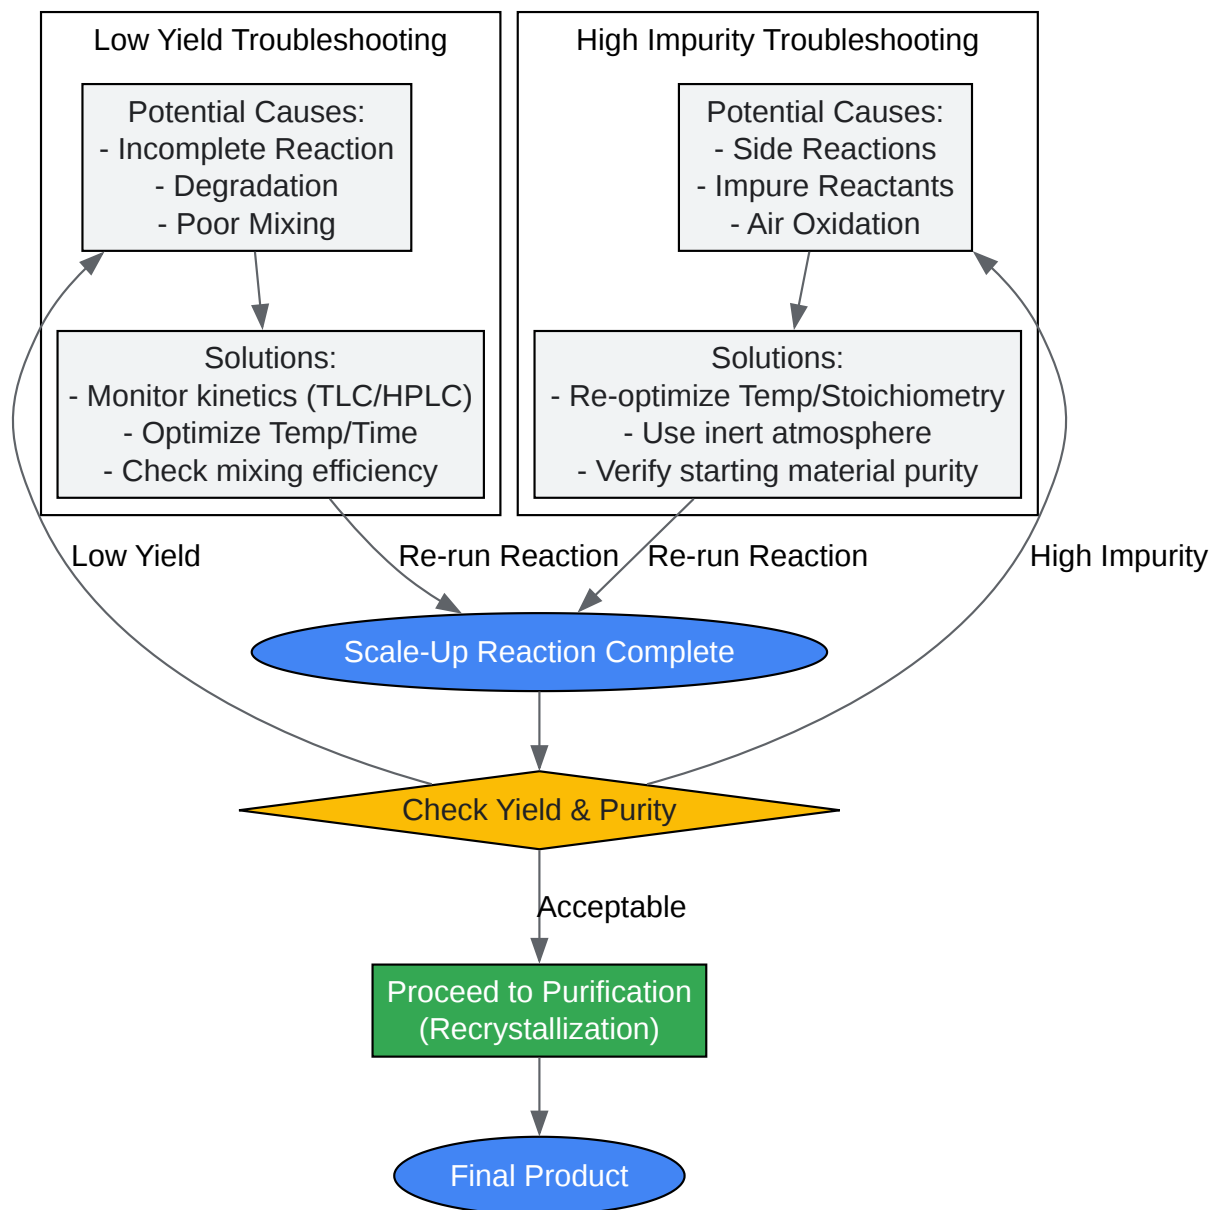 Low Yield Troubleshooting
Potential Causes:
- Incomplete Reaction
- Degradation
- Poor Mixing
Solutions:
- Monitor kinetics (TLC/HPLC)
- Optimize Temp/Time
- Check mixing efficiency
High Impurity Troubleshooting
Potential Causes:
- Side Reactions
- Impure Reactants
- Air Oxidation
Solutions:
- Re-optimize Temp/Stoichiometry
- Use inert atmosphere
- Verify starting material purity
Low Yield
Re-run Reaction
Re-run Reaction
High Impurity
Scale-Up Reaction Complete
Check Yield & Purity
Acceptable
Proceed to Purification
(Recrystallization)
Final Product